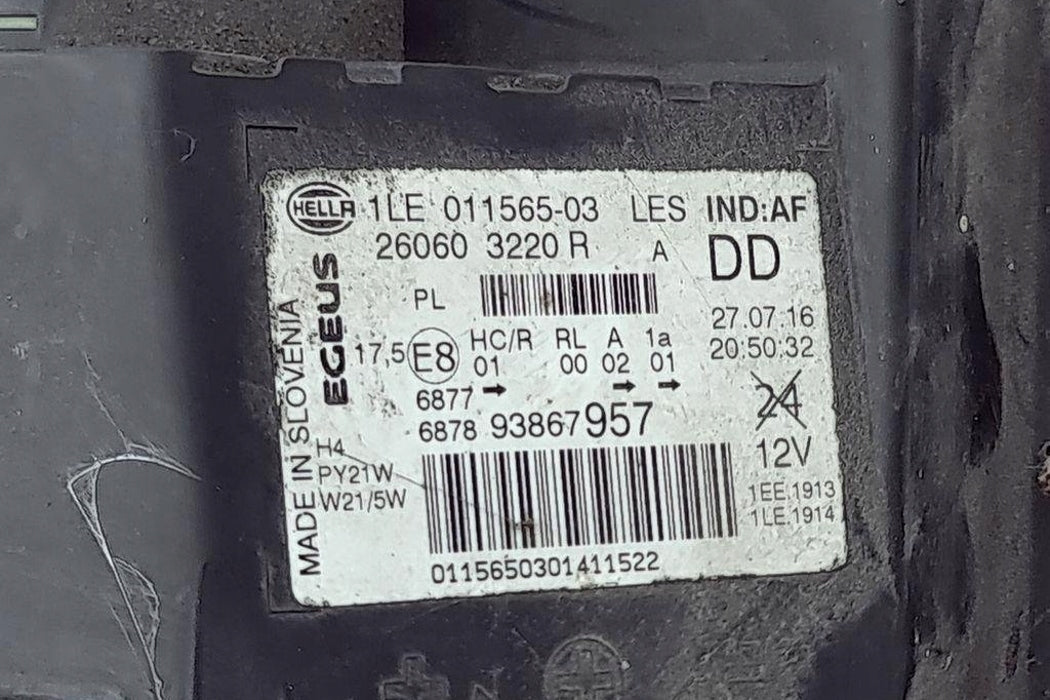 HELLA 1LE 011565-03 LES IND:AF
26060 3220 R A DD
PL
27.07.16
20:50:32
MADE IN SLOVENIA
EGEUS
17,5 E8 HC/R RL A 1a
01 00 02 01
6877
6878 93867957
24
12V
H4
PY21W
W21/5W
1EE.1913
1LE.1914
0115650301411522